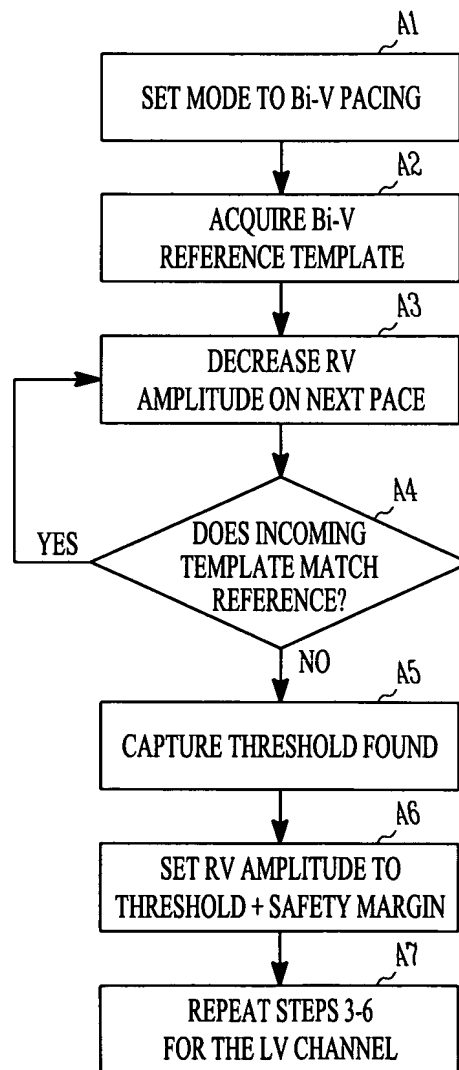 A1
SET MODE TO Bi-V PACING
A2
ACQUIRE Bi-V
REFERENCE TEMPLATE
A3
DECREASE RV
AMPLITUDE ON NEXT PACE
A4
DOES INCOMING
TEMPLATE MATCH
REFERENCE?
YES
NO
A5
CAPTURE THRESHOLD FOUND
A6
SET RV AMPLITUDE TO
THRESHOLD + SAFETY MARGIN
A7
REPEAT STEPS 3-6
FOR THE LV CHANNEL